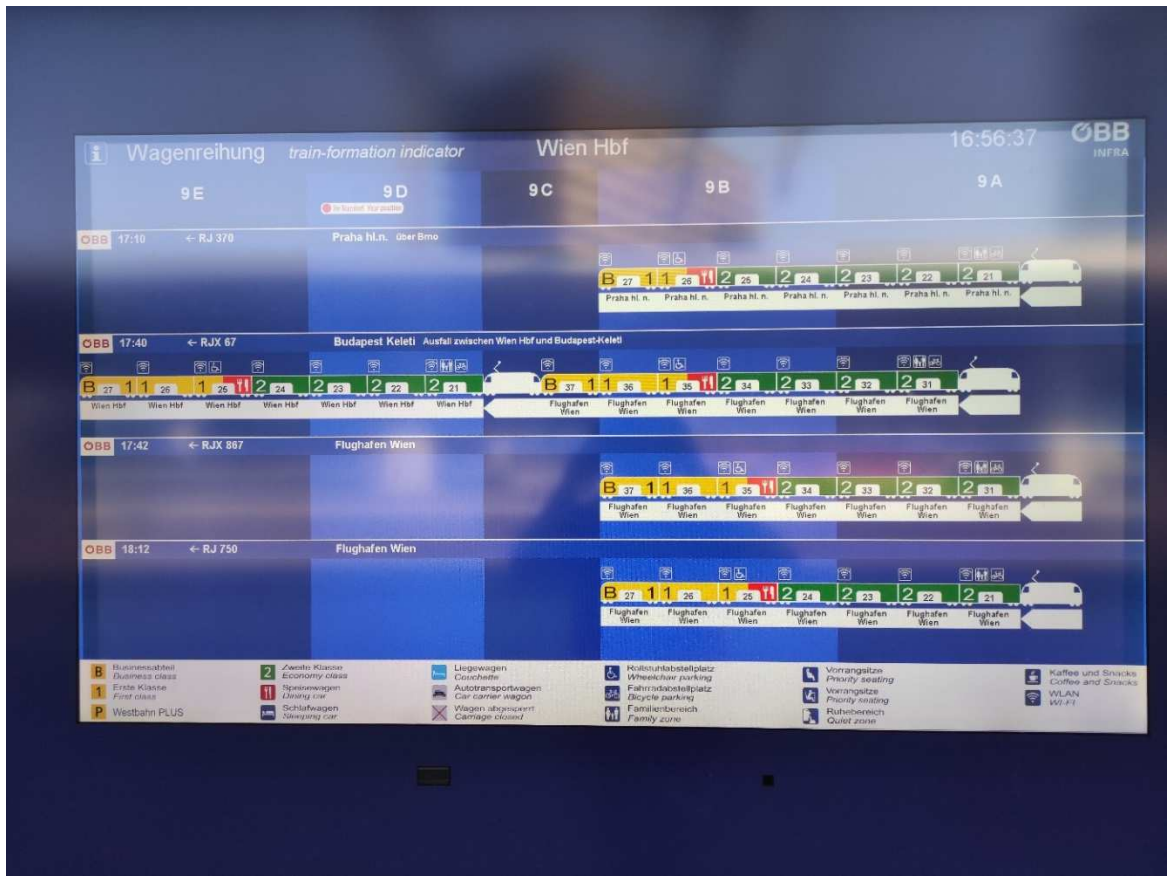 i Wagenreihung train-formation indicator Wien Hbf 16:56:37 ÖBB
INFRA
9 E 9 D 9 C 9 B 9 A
Ihr Standort Your position
ÖBB 17:10 ← RJ 370 Praha hl.n. über Brno
B 27 1 1 26 2 25 2 24 2 23 2 22 2 21
Praha hl. n. Praha hl. n. Praha hl. n. Praha hl. n. Praha hl. n. Praha hl. n. Praha hl. n.
ÖBB 17:40 ← RJX 67 Budapest Keleti Ausfall zwischen Wien Hbf und Budapest-Keleti
B 27 1 1 26 1 25 2 24 2 23 2 22 2 21 B 37 1 1 36 1 35 2 34 2 33 2 32 2 31
Wien Hbf Wien Hbf Wien Hbf Wien Hbf Wien Hbf Wien Hbf Wien Hbf Flughafen Flughafen Flughafen Flughafen Flughafen Flughafen Flughafen
Wien Wien Wien Wien Wien Wien Wien
ÖBB 17:42 ← RJX 867 Flughafen Wien
B 37 1 1 36 1 35 2 34 2 33 2 32 2 31
Flughafen Flughafen Flughafen Flughafen Flughafen Flughafen Flughafen
Wien Wien Wien Wien Wien Wien Wien
ÖBB 18:12 ← RJ 750 Flughafen Wien
B 27 1 1 26 1 25 2 24 2 23 2 22 2 21
Flughafen Flughafen Flughafen Flughafen Flughafen Flughafen Flughafen
Wien Wien Wien Wien Wien Wien Wien
B Businessabteil
Business class
1 Erste Klasse
First class
P Westbahn PLUS
2 Zweite Klasse
Economy class
Speisewagen
Dining car
Schlafwagen
Sleeping car
Liegewagen
Couchette
Autotransportwagen
Car carrier wagon
Wagen abgesperrt
Carriage closed
Rollstuhlabstellplatz
Wheelchair parking
Fahrradabstellplatz
Bicycle parking
Familienbereich
Family zone
Vorrangsitze
Priority seating
Vorrangsitze
Priority seating
Ruhebereich
Quiet zone
Kaffee und Snacks
Coffee and Snacks
WLAN
WI-FI